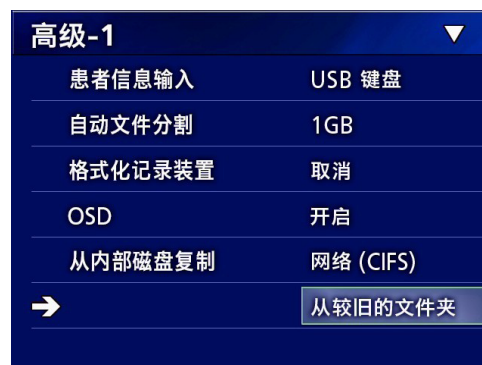 高级-1
患者信息输入 USB 键盘
自动文件分割 1GB
格式化记录装置 取消
OSD 开启
从内部磁盘复制 网络 (CIFS)
从较旧的文件夹